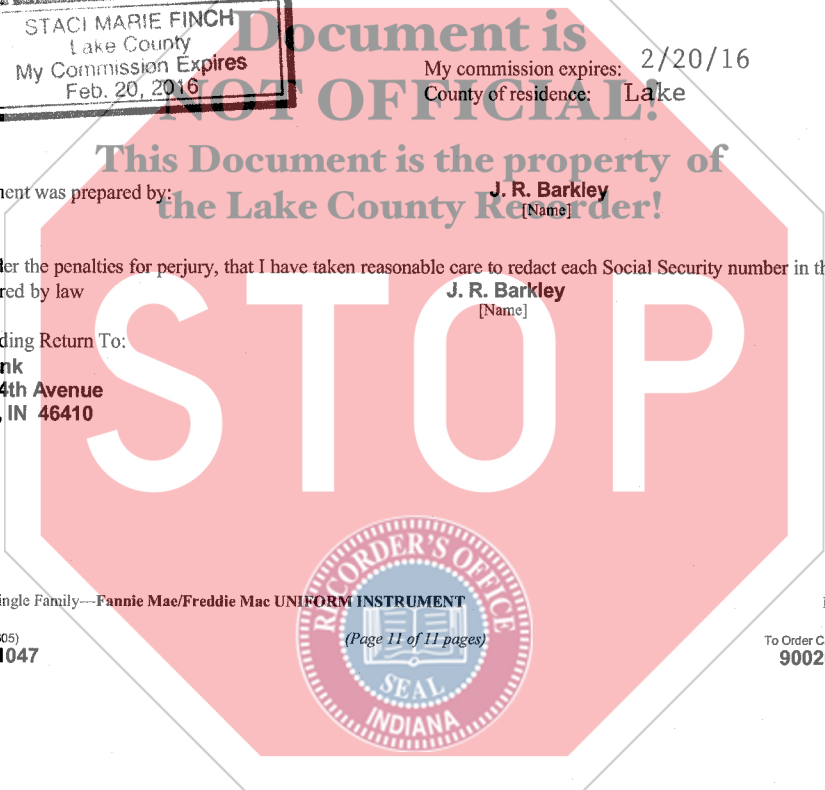 STACI MARIE FINCH
Lake County
My Commission Expires
Feb. 20, 2016
Document is
NOT OFFICIAL!
This Document is the property of
the Lake County Recorder!
My commission expires: 2/20/16
County of residence: Lake
ment was prepared by: J. R. Barkley
[Name]
er the penalties for perjury, that I have taken reasonable care to redact each Social Security number in th
red by law J. R. Barkley
[Name]
ding Return To:
nk
4th Avenue
, IN 46410
STOP
ingle Family—Fannie Mae/Freddie Mac UNIFORM INSTRUMENT
(Page 11 of 11 pages)
605)
1047
To Order C
9002
RECORDER'S OFFICE
SEAL
INDIANA